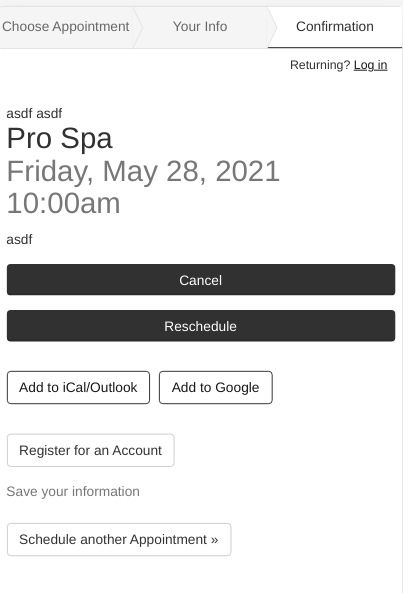 Choose Appointment
Your Info
Confirmation
Returning? Log in
asdf asdf
Pro Spa
Friday, May 28, 2021
10:00am
asdf
Cancel
Reschedule
Add to iCal/Outlook
Add to Google
Register for an Account
Save your information
Schedule another Appointment »